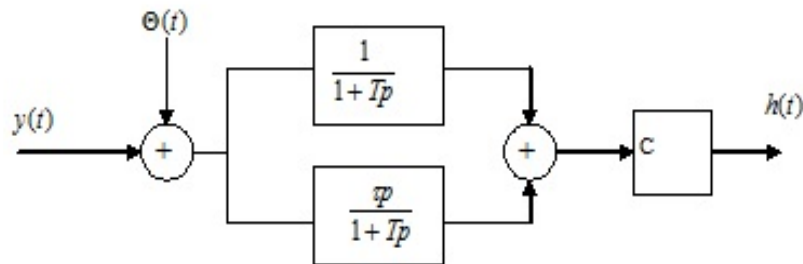 Θ(t)
y(t)
+
1
1 + Tp
τp
1 + Tp
+
C
h(t)